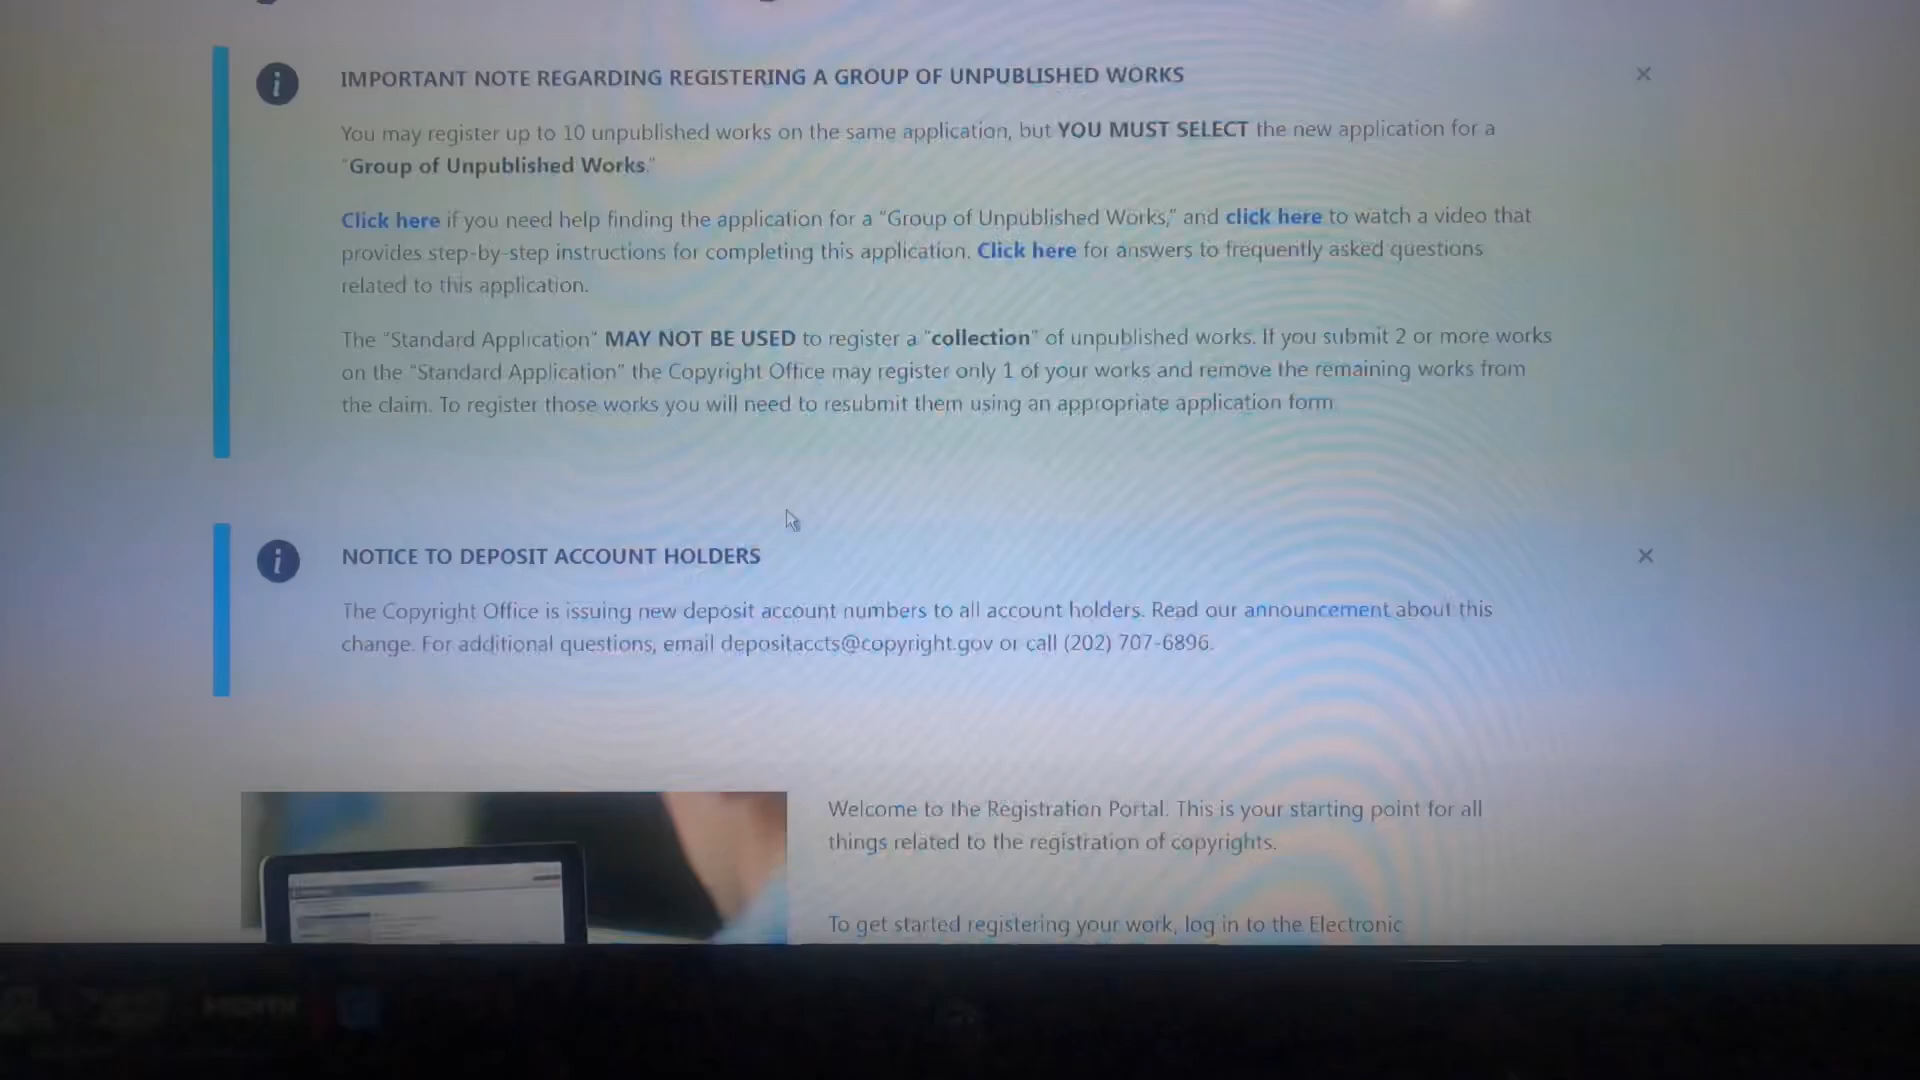 IMPORTANT NOTE REGARDING REGISTERING A GROUP OF UNPUBLISHED WORKS
You may register up to 10 unpublished works on the same application, but YOU MUST SELECT the new application for a
"Group of Unpublished Works."
Click here if you need help finding the application for a "Group of Unpublished Works," and click here to watch a video that
provides step-by-step instructions for completing this application. Click here for answers to frequently asked questions
related to this application.
The "Standard Application" MAY NOT BE USED to register a "collection" of unpublished works. If you submit 2 or more works
on the "Standard Application" the Copyright Office may register only 1 of your works and remove the remaining works from
the claim. To register those works you will need to resubmit them using an appropriate application form.
NOTICE TO DEPOSIT ACCOUNT HOLDERS
The Copyright Office is issuing new deposit account numbers to all account holders. Read our announcement about this
change. For additional questions, email depositaccts@copyright.gov or call (202) 707-6896.
Welcome to the Registration Portal. This is your starting point for all
things related to the registration of copyrights.
To get started registering your work, log in to the Electronic
HDMI